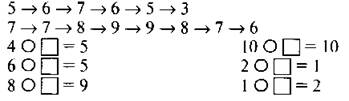 5 → 6 → 7 → 6 → 5 → 3
7 → 7 → 8 → 9 → 9 → 8 → 7 → 6
4 ○ □ = 5 10 ○ □ = 10
6 ○ □ = 5 2 ○ □ = 1
8 ○ □ = 9 1 ○ □ = 2